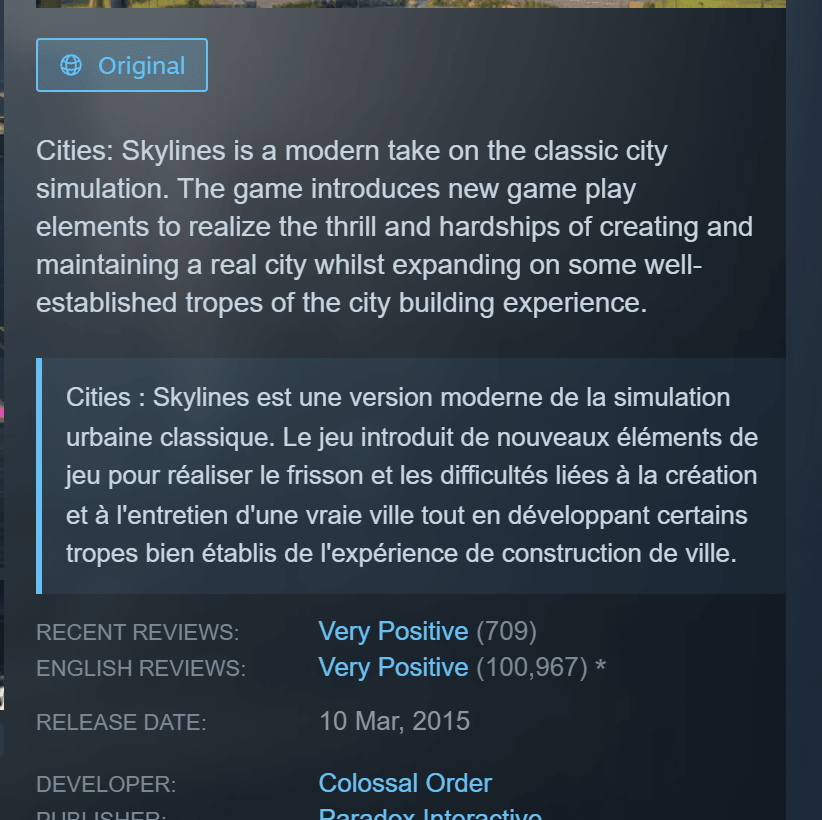 Original
Cities: Skylines is a modern take on the classic city
simulation. The game introduces new game play
elements to realize the thrill and hardships of creating and
maintaining a real city whilst expanding on some well-
established tropes of the city building experience.
Cities : Skylines est une version moderne de la simulation
urbaine classique. Le jeu introduit de nouveaux éléments de
jeu pour réaliser le frisson et les difficultés liées à la création
et à l'entretien d'une vraie ville tout en développant certains
tropes bien établis de l'expérience de construction de ville.
RECENT REVIEWS: Very Positive (709)
ENGLISH REVIEWS: Very Positive (100,967) *
RELEASE DATE: 10 Mar, 2015
DEVELOPER: Colossal Order
PUBLISHER: Paradox Interactive